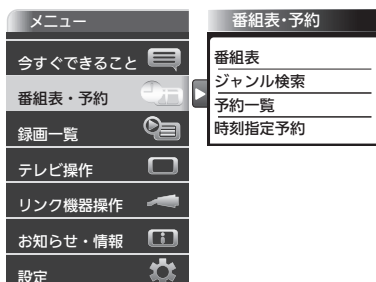 メニュー
今すぐできること
番組表・予約
録画一覧
テレビ操作
リンク機器操作
お知らせ・情報
設定
番組表・予約
番組表
ジャンル検索
予約一覧
時刻指定予約